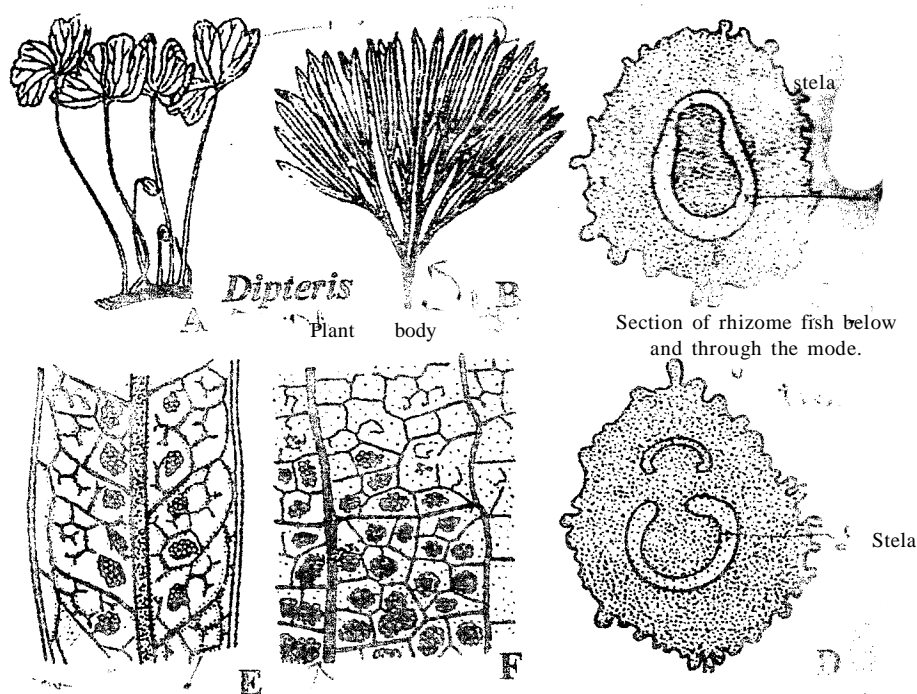 stela
Dipteris
A
B
Plant body
Section of rhizome fish below
and through the mode.
Stela
E
F
D